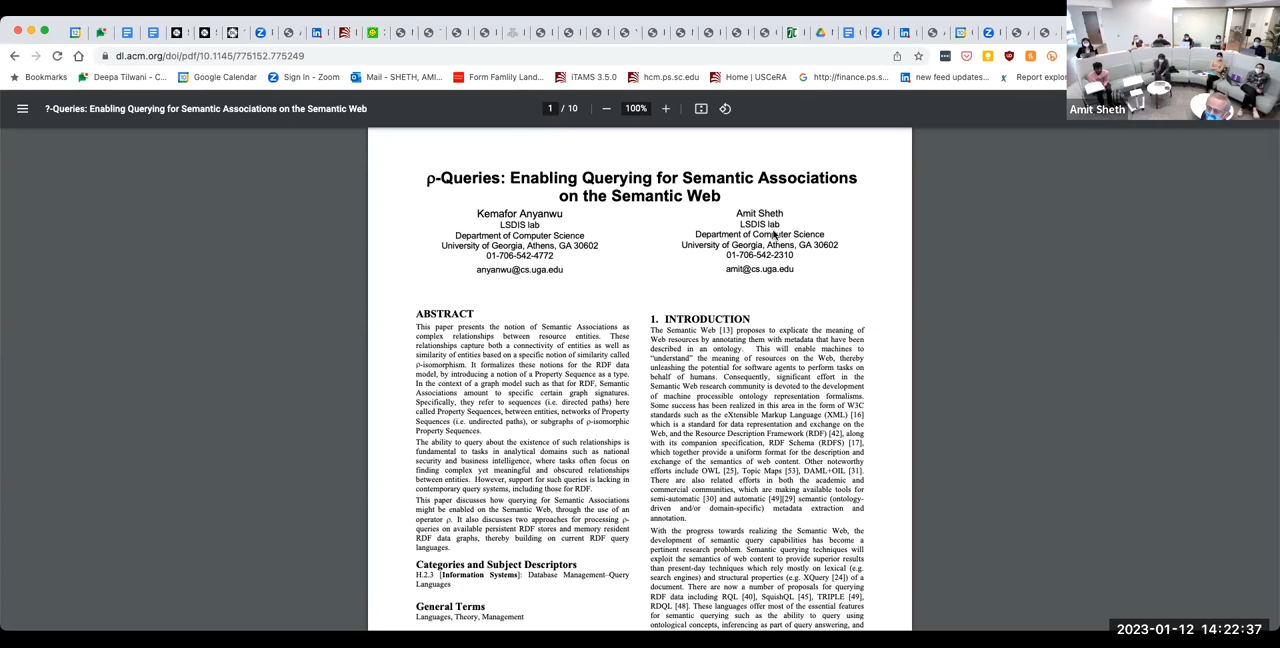 dl.acm.org/doi/pdf/10.1145/775152.775249
Bookmarks Deepa Tilwani - C... Google Calendar Sign In - Zoom Mail - SHETH, AMI... Form Famliy Land... iTAMS 3.5.0 hcm.ps.sc.edu Home | USCeRA http://finance.ps.s... new feed updates... Report explor
Amit Sheth
?-Queries: Enabling Querying for Semantic Associations on the Semantic Web
1 / 10
100%
ρ-Queries: Enabling Querying for Semantic Associations
on the Semantic Web
Kemafor Anyanwu
LSDIS lab
Department of Computer Science
University of Georgia, Athens, GA 30602
01-706-542-4772
anyanwu@cs.uga.edu
Amit Sheth
LSDIS lab
Department of Computer Science
University of Georgia, Athens, GA 30602
01-706-542-2310
amit@cs.uga.edu
ABSTRACT
This paper presents the notion of Semantic Associations as
complex relationships between resource entities. These
relationships capture both a connectivity of entities as well as
similarity of entities based on a specific notion of similarity called
ρ-isomorphism. It formalizes these notions for the RDF data
model, by introducing a notion of a Property Sequence as a type.
In the context of a graph model such as that for RDF, Semantic
Associations amount to specific certain graph signatures.
Specifically, they refer to sequences (i.e. directed paths) here
called Property Sequences, between entities, networks of Property
Sequences (i.e. undirected paths), or subgraphs of ρ-isomorphic
Property Sequences.
The ability to query about the existence of such relationships is
fundamental to tasks in analytical domains such as national
security and business intelligence, where tasks often focus on
finding complex yet meaningful and obscured relationships
between entities. However, support for such queries is lacking in
contemporary query systems, including those for RDF.
This paper discusses how querying for Semantic Associations
might be enabled on the Semantic Web, through the use of an
operator ρ. It also discusses two approaches for processing ρ-
queries on available persistent RDF stores and memory resident
RDF data graphs, thereby building on current RDF query
languages.
Categories and Subject Descriptors
H.2.3 [Information Systems]: Database Management–Query
Languages
General Terms
Languages, Theory, Management
1. INTRODUCTION
The Semantic Web [13] proposes to explicate the meaning of
Web resources by annotating them with metadata that have been
described in an ontology. This will enable machines to
“understand” the meaning of resources on the Web, thereby
unleashing the potential for software agents to perform tasks on
behalf of humans. Consequently, significant effort in the
Semantic Web research community is devoted to the development
of machine processible ontology representation formalisms.
Some success has been realized in this area in the form of W3C
standards such as the eXtensible Markup Language (XML) [16]
which is a standard for data representation and exchange on the
Web, and the Resource Description Framework (RDF) [42], along
with its companion specification, RDF Schema (RDFS) [17],
which together provide a uniform format for the description and
exchange of the semantics of web content. Other noteworthy
efforts include OWL [25], Topic Maps [53], DAML+OIL [31].
There are also related efforts in both the academic and
commercial communities, which are making available tools for
semi-automatic [30] and automatic [49][29] semantic (ontology-
driven and/or domain-specific) metadata extraction and
annotation.
With the progress towards realizing the Semantic Web, the
development of semantic query capabilities has become a
pertinent research problem. Semantic querying techniques will
exploit the semantics of web content to provide superior results
than present-day techniques which rely mostly on lexical (e.g.
search engines) and structural properties (e.g. XQuery [24]) of a
document. There are now a number of proposals for querying
RDF data including RQL [40], SquishQL [45], TRIPLE [49],
RDQL [48]. These languages offer most of the essential features
for semantic querying such as the ability to query using
ontological concepts, inferencing as part of query answering, and
2023-01-12 14:22:37